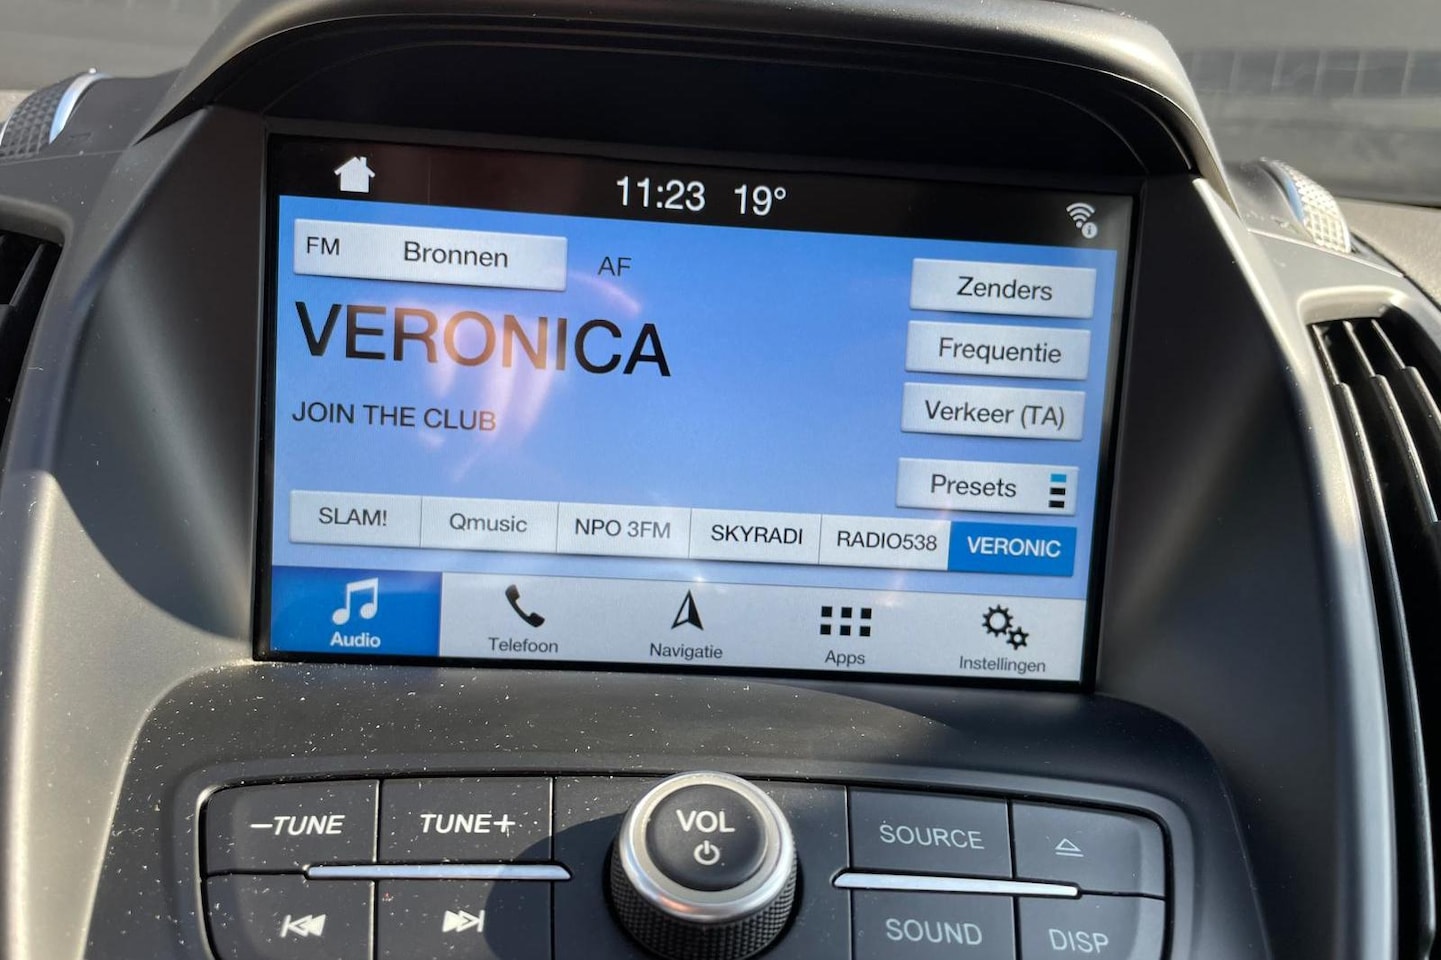 11:23 19°
FM Bronnen AF
Zenders
VERONICA
Frequentie
JOIN THE CLUB
Verkeer (TA)
Presets
SLAM! Qmusic NPO 3FM SKYRADI RADIO538 VERONIC
Audio Telefoon Navigatie Apps Instellingen
−TUNE TUNE+ VOL SOURCE
SOUND DISP